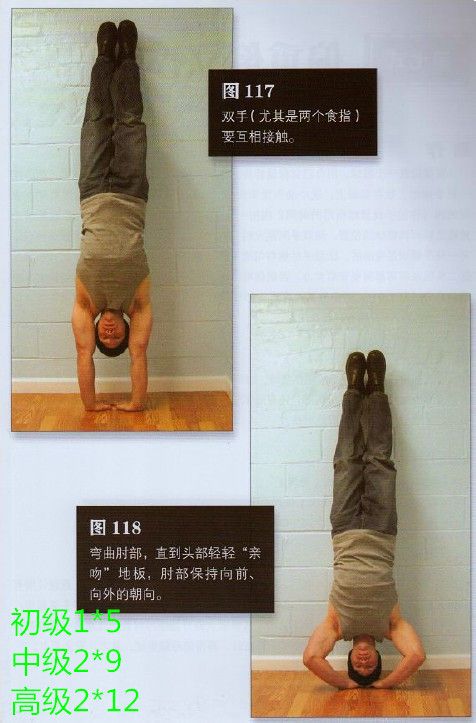 图 117
双手(尤其是两个食指)
要互相接触。
图 118
弯曲肘部，直到头部轻轻“亲
吻”地板，肘部保持向前、
向外的朝向。
初级1*5
中级2*9
高级2*12